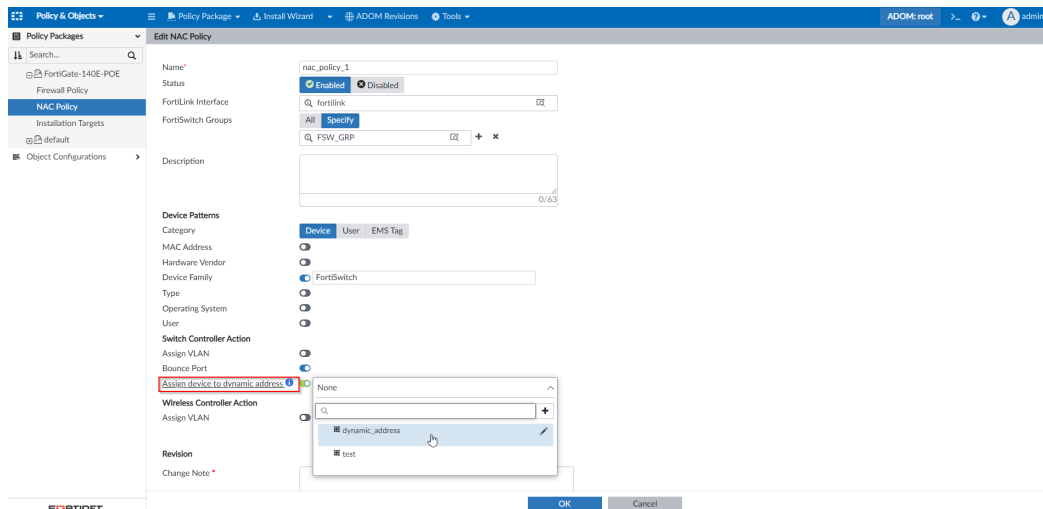 Policy & Objects
Policy Package
Install Wizard
ADOM Revisions
Tools
ADOM: root
>_
A
admin
Policy Packages
Edit NAC Policy
Search...
FortiGate-140E-POE
Firewall Policy
NAC Policy
Installation Targets
default
Object Configurations
Name*
nac_policy_1
Status
Enabled
Disabled
FortiLink Interface
fortilink
FortiSwitch Groups
All
Specify
FSW_GRP
Description
0/63
Device Patterns
Category
Device
User
EMS Tag
MAC Address
Hardware Vendor
Device Family
FortiSwitch
Type
Operating System
User
Switch Controller Action
Assign VLAN
Bounce Port
Assign device to dynamic address
None
Wireless Controller Action
Assign VLAN
dynamic_address
test
Revision
Change Note *
OK
Cancel